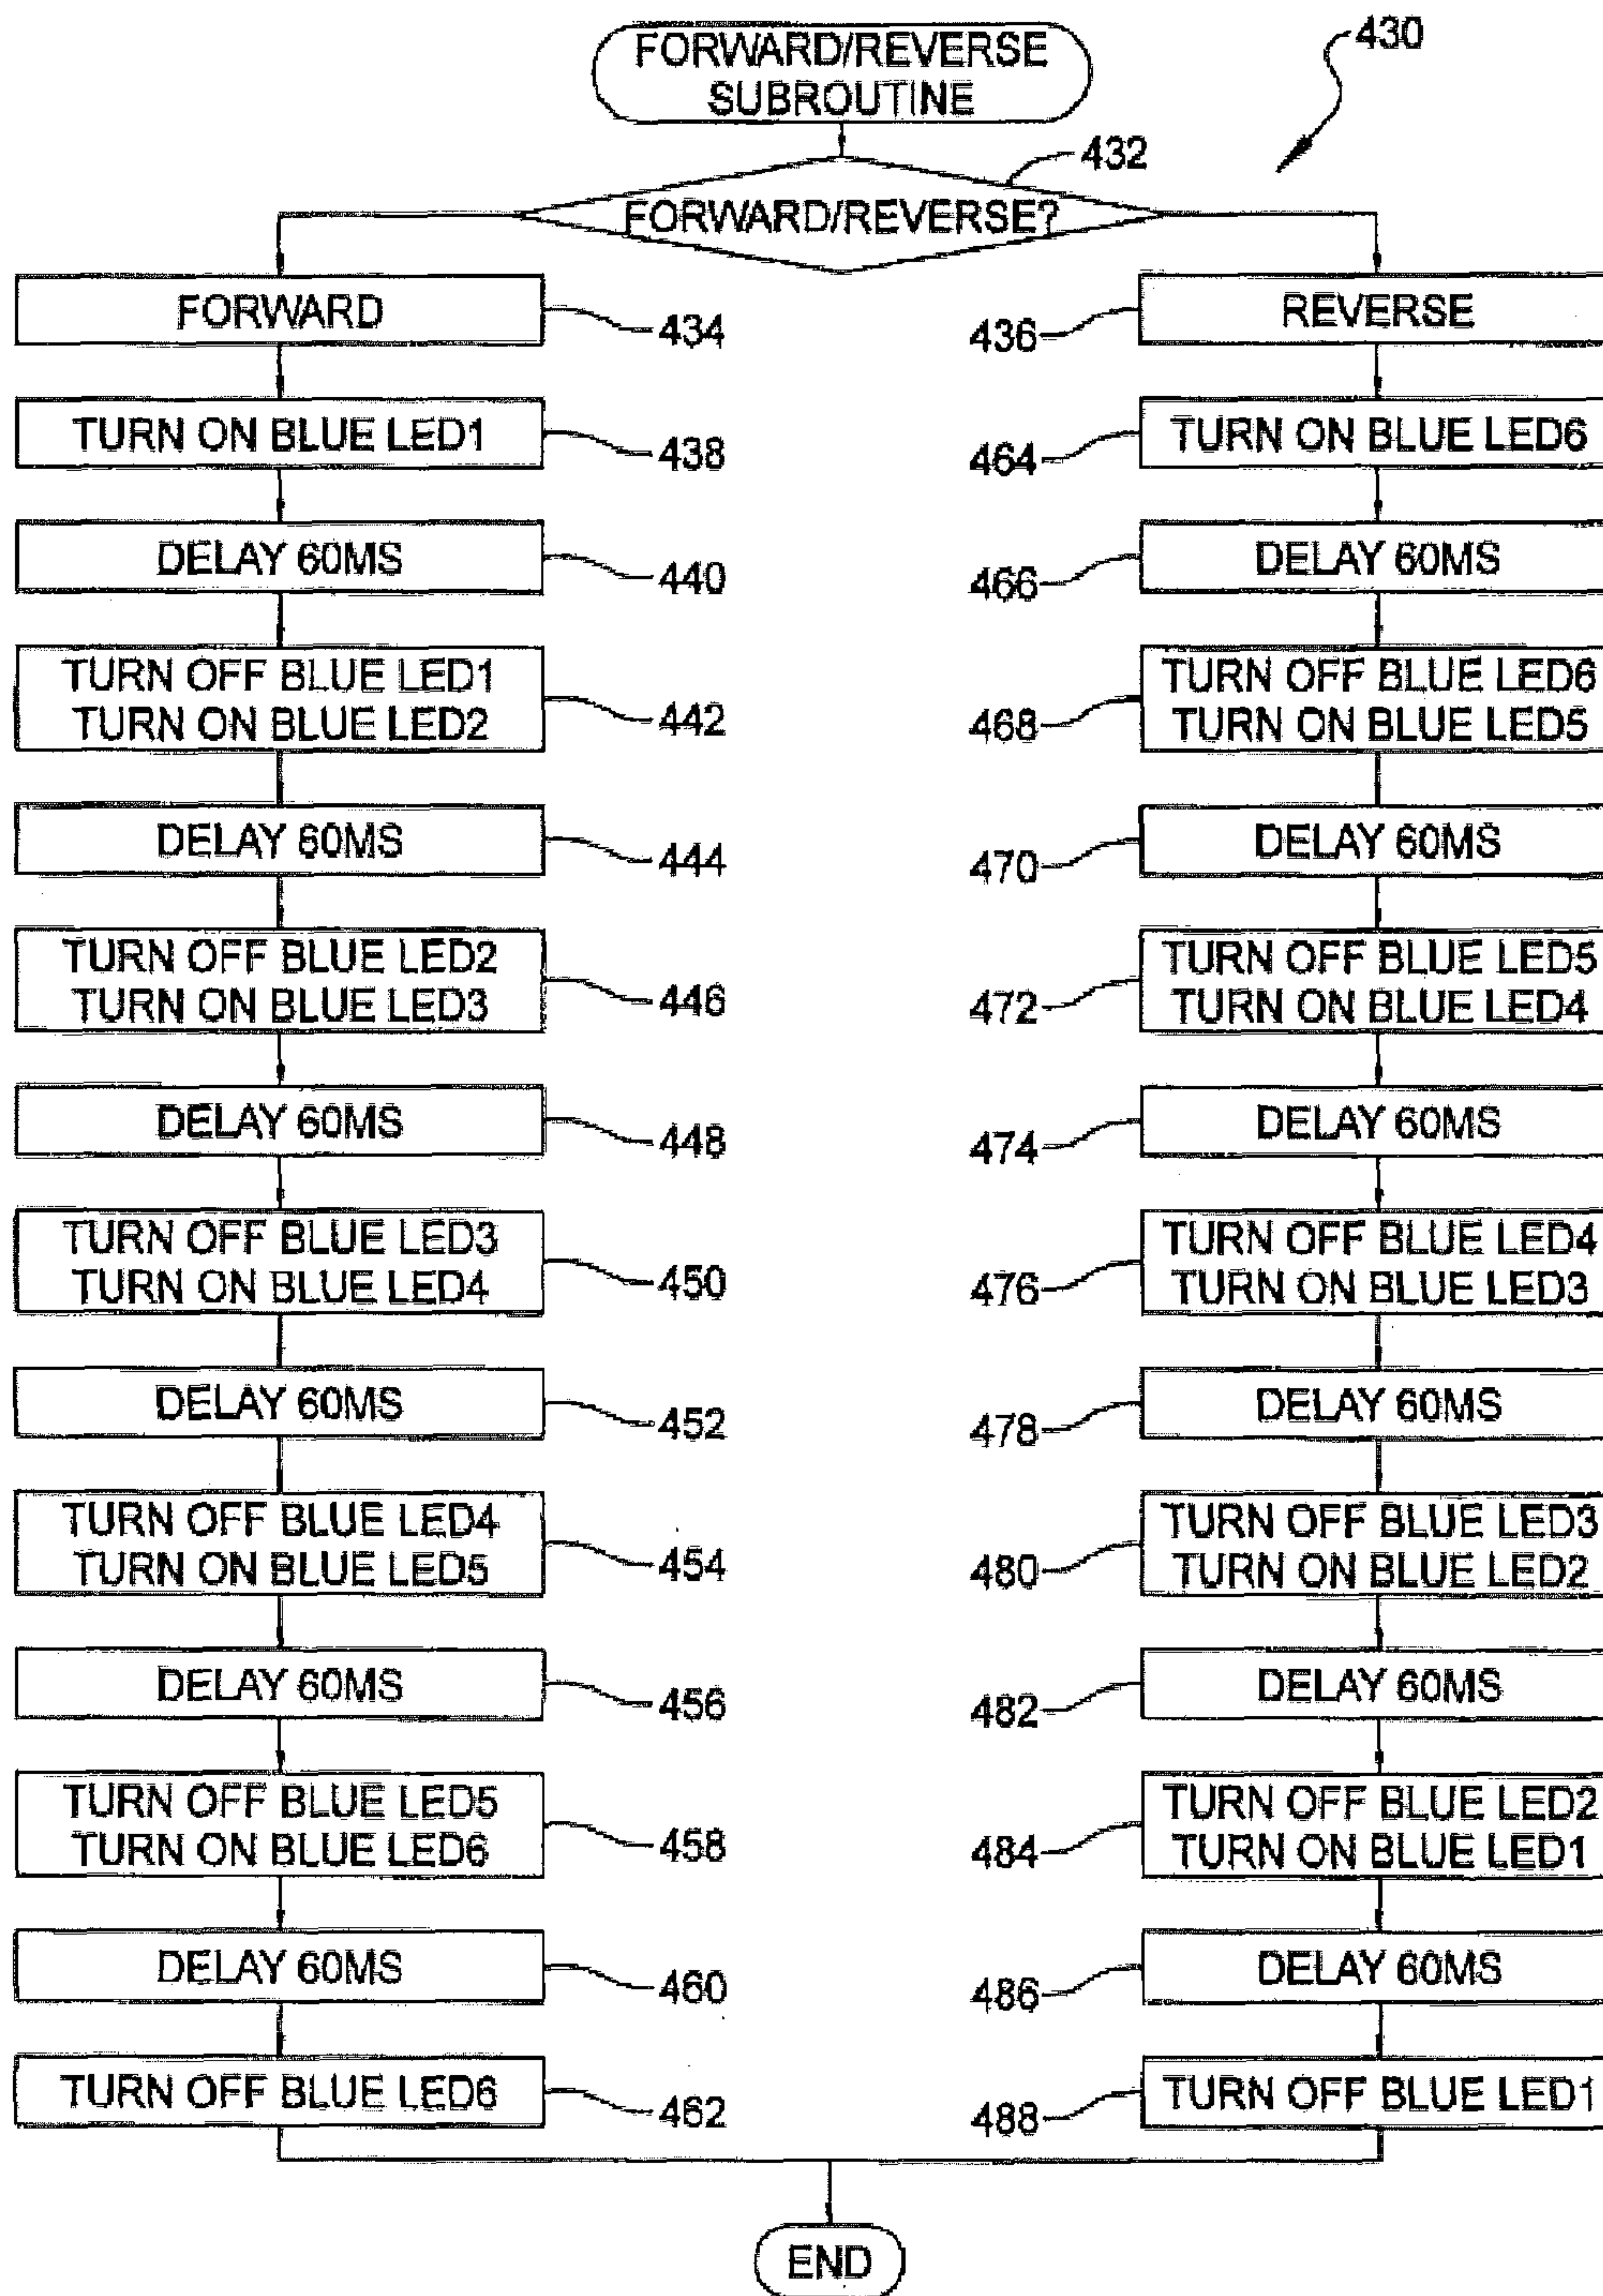 FORWARD/REVERSE
SUBROUTINE
430
432
FORWARD/REVERSE?
FORWARD
434
TURN ON BLUE LED1
438
DELAY 60MS
440
TURN OFF BLUE LED1
TURN ON BLUE LED2
442
DELAY 60MS
444
TURN OFF BLUE LED2
TURN ON BLUE LED3
446
DELAY 60MS
448
TURN OFF BLUE LED3
TURN ON BLUE LED4
450
DELAY 60MS
452
TURN OFF BLUE LED4
TURN ON BLUE LED5
454
DELAY 60MS
456
TURN OFF BLUE LED5
TURN ON BLUE LED6
458
DELAY 60MS
460
TURN OFF BLUE LED6
462
436
REVERSE
464
TURN ON BLUE LED6
466
DELAY 60MS
468
TURN OFF BLUE LED6
TURN ON BLUE LED5
470
DELAY 60MS
472
TURN OFF BLUE LED5
TURN ON BLUE LED4
474
DELAY 60MS
476
TURN OFF BLUE LED4
TURN ON BLUE LED3
478
DELAY 60MS
480
TURN OFF BLUE LED3
TURN ON BLUE LED2
482
DELAY 60MS
484
TURN OFF BLUE LED2
TURN ON BLUE LED1
486
DELAY 60MS
488
TURN OFF BLUE LED1
END